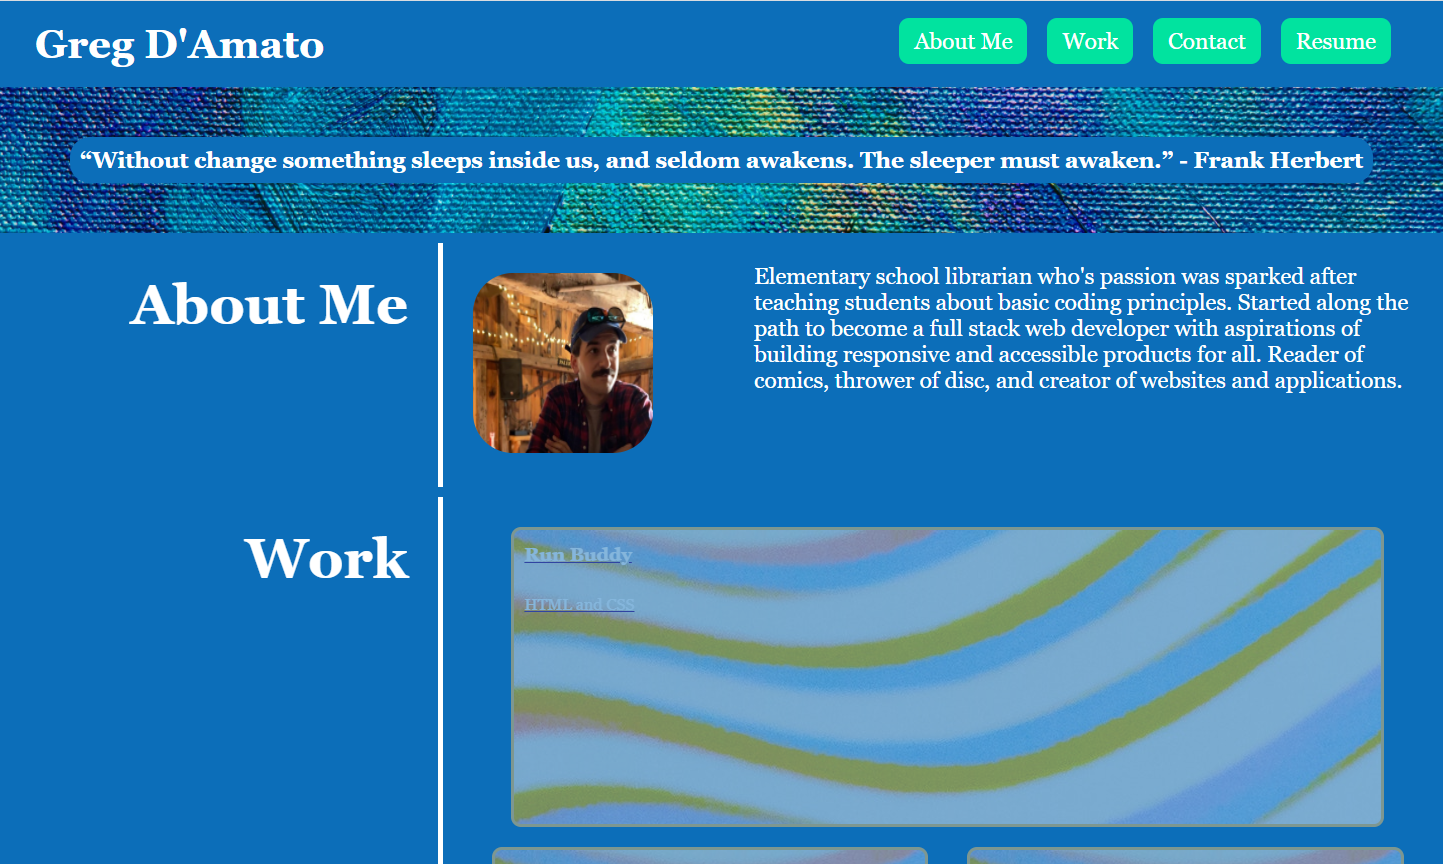 Greg D'Amato
About Me
Work
Contact
Resume
“Without change something sleeps inside us, and seldom awakens. The sleeper must awaken.” - Frank Herbert
About Me
Elementary school librarian who's passion was sparked after
teaching students about basic coding principles. Started along the
path to become a full stack web developer with aspirations of
building responsive and accessible products for all. Reader of
comics, thrower of disc, and creator of websites and applications.
Work
Run Buddy
HTML and CSS